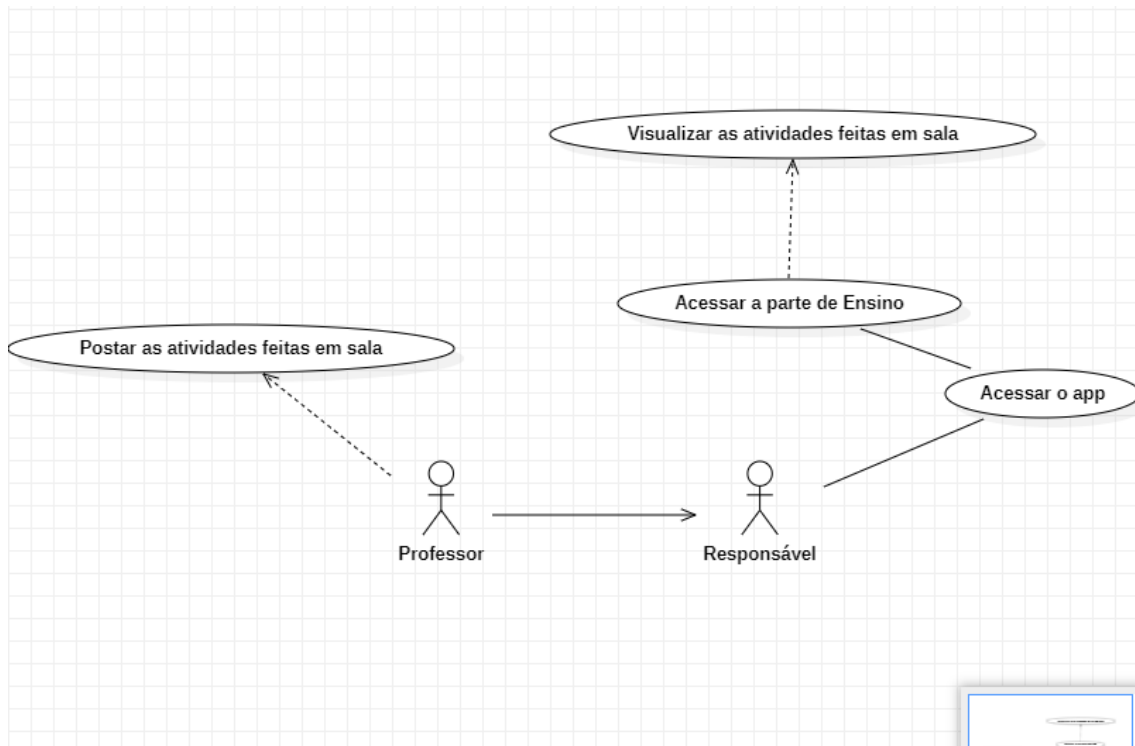 Visualizar as atividades feitas em sala
Acessar a parte de Ensino
Postar as atividades feitas em sala
Acessar o app
Professor
Responsável